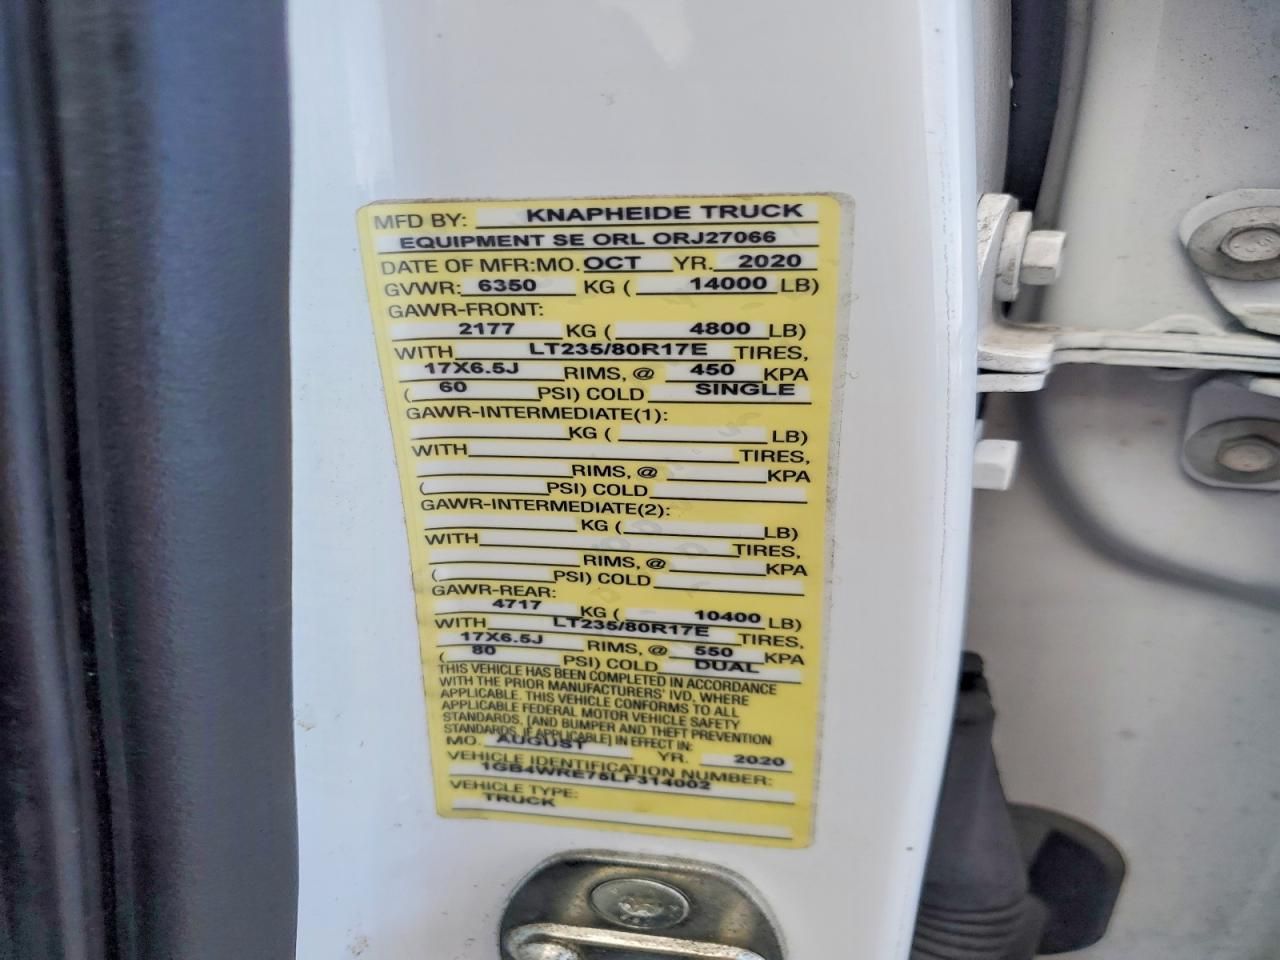 MFD BY: KNAPHEIDE TRUCK
EQUIPMENT SE ORL ORJ27066
DATE OF MFR:MO. OCT YR. 2020
GVWR: 6350 KG ( 14000 LB)
GAWR-FRONT:
2177 KG ( 4800 LB)
WITH LT235/80R17E TIRES,
17X6.5J RIMS, @ 450 KPA
( 60 PSI) COLD SINGLE
GAWR-INTERMEDIATE(1):
KG ( LB)
WITH TIRES,
RIMS, @ KPA
( PSI) COLD
GAWR-INTERMEDIATE(2):
KG ( LB)
WITH TIRES,
RIMS, @ KPA
( PSI) COLD
GAWR-REAR:
4717 KG ( 10400 LB)
WITH LT235/80R17E TIRES,
17X6.5J RIMS, @ 550 KPA
( 80 PSI) COLD DUAL
THIS VEHICLE HAS BEEN COMPLETED IN ACCORDANCE
WITH THE PRIOR MANUFACTURERS' IVD, WHERE
APPLICABLE. THIS VEHICLE CONFORMS TO ALL
APPLICABLE FEDERAL MOTOR VEHICLE SAFETY
STANDARDS, [AND BUMPER AND THEFT PREVENTION
STANDARDS, IF APPLICABLE] IN EFFECT IN:
MO. AUGUST YR. 2020
VEHICLE IDENTIFICATION NUMBER:
1GB4WRE75LF314002
VEHICLE TYPE:
TRUCK